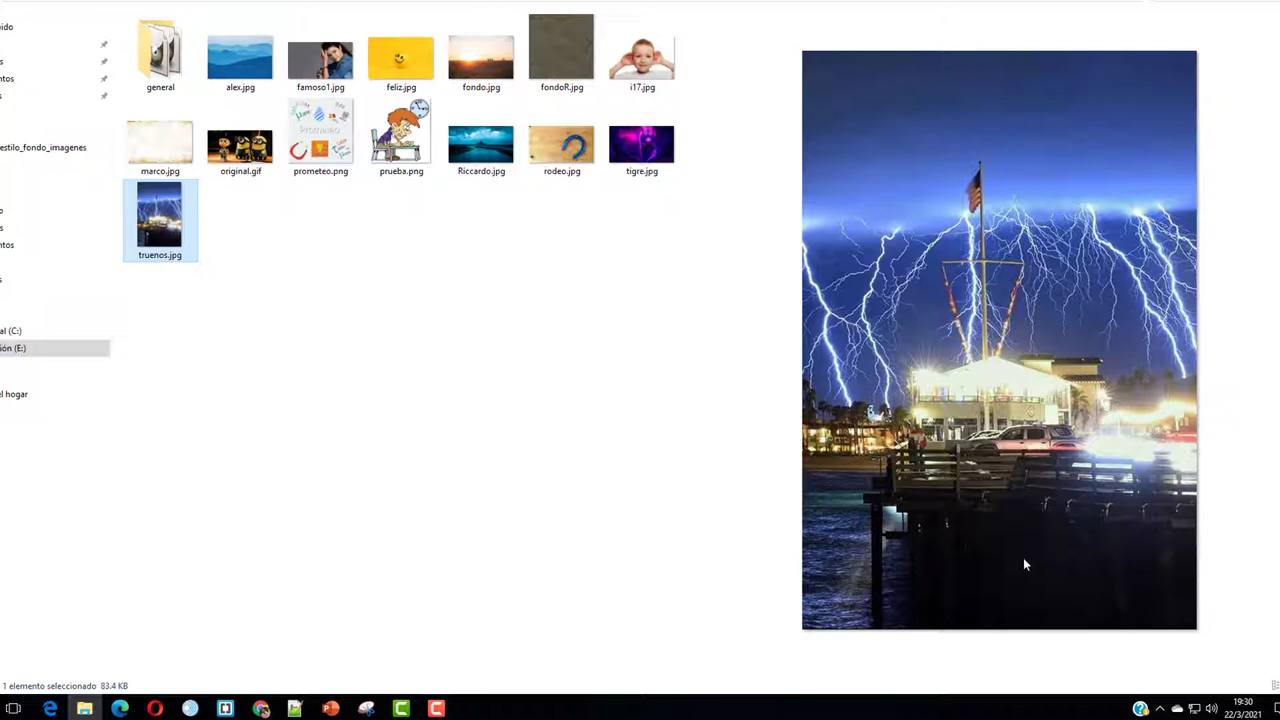 ido
s
ntos
s
estilo_fondo_imagenes
o
s
ntos
s
al (C:)
ión (E:)
el hogar
general
alex.jpg
famoso1.jpg
feliz.jpg
fondo.jpg
fondoR.jpg
i17.jpg
marco.jpg
original.gif
Prometeo
prometeo.png
prueba.png
Riccardo.jpg
rodeo.jpg
tigre.jpg
truenos.jpg
1 elemento seleccionado 83.4 KB
19:30
22/3/2021